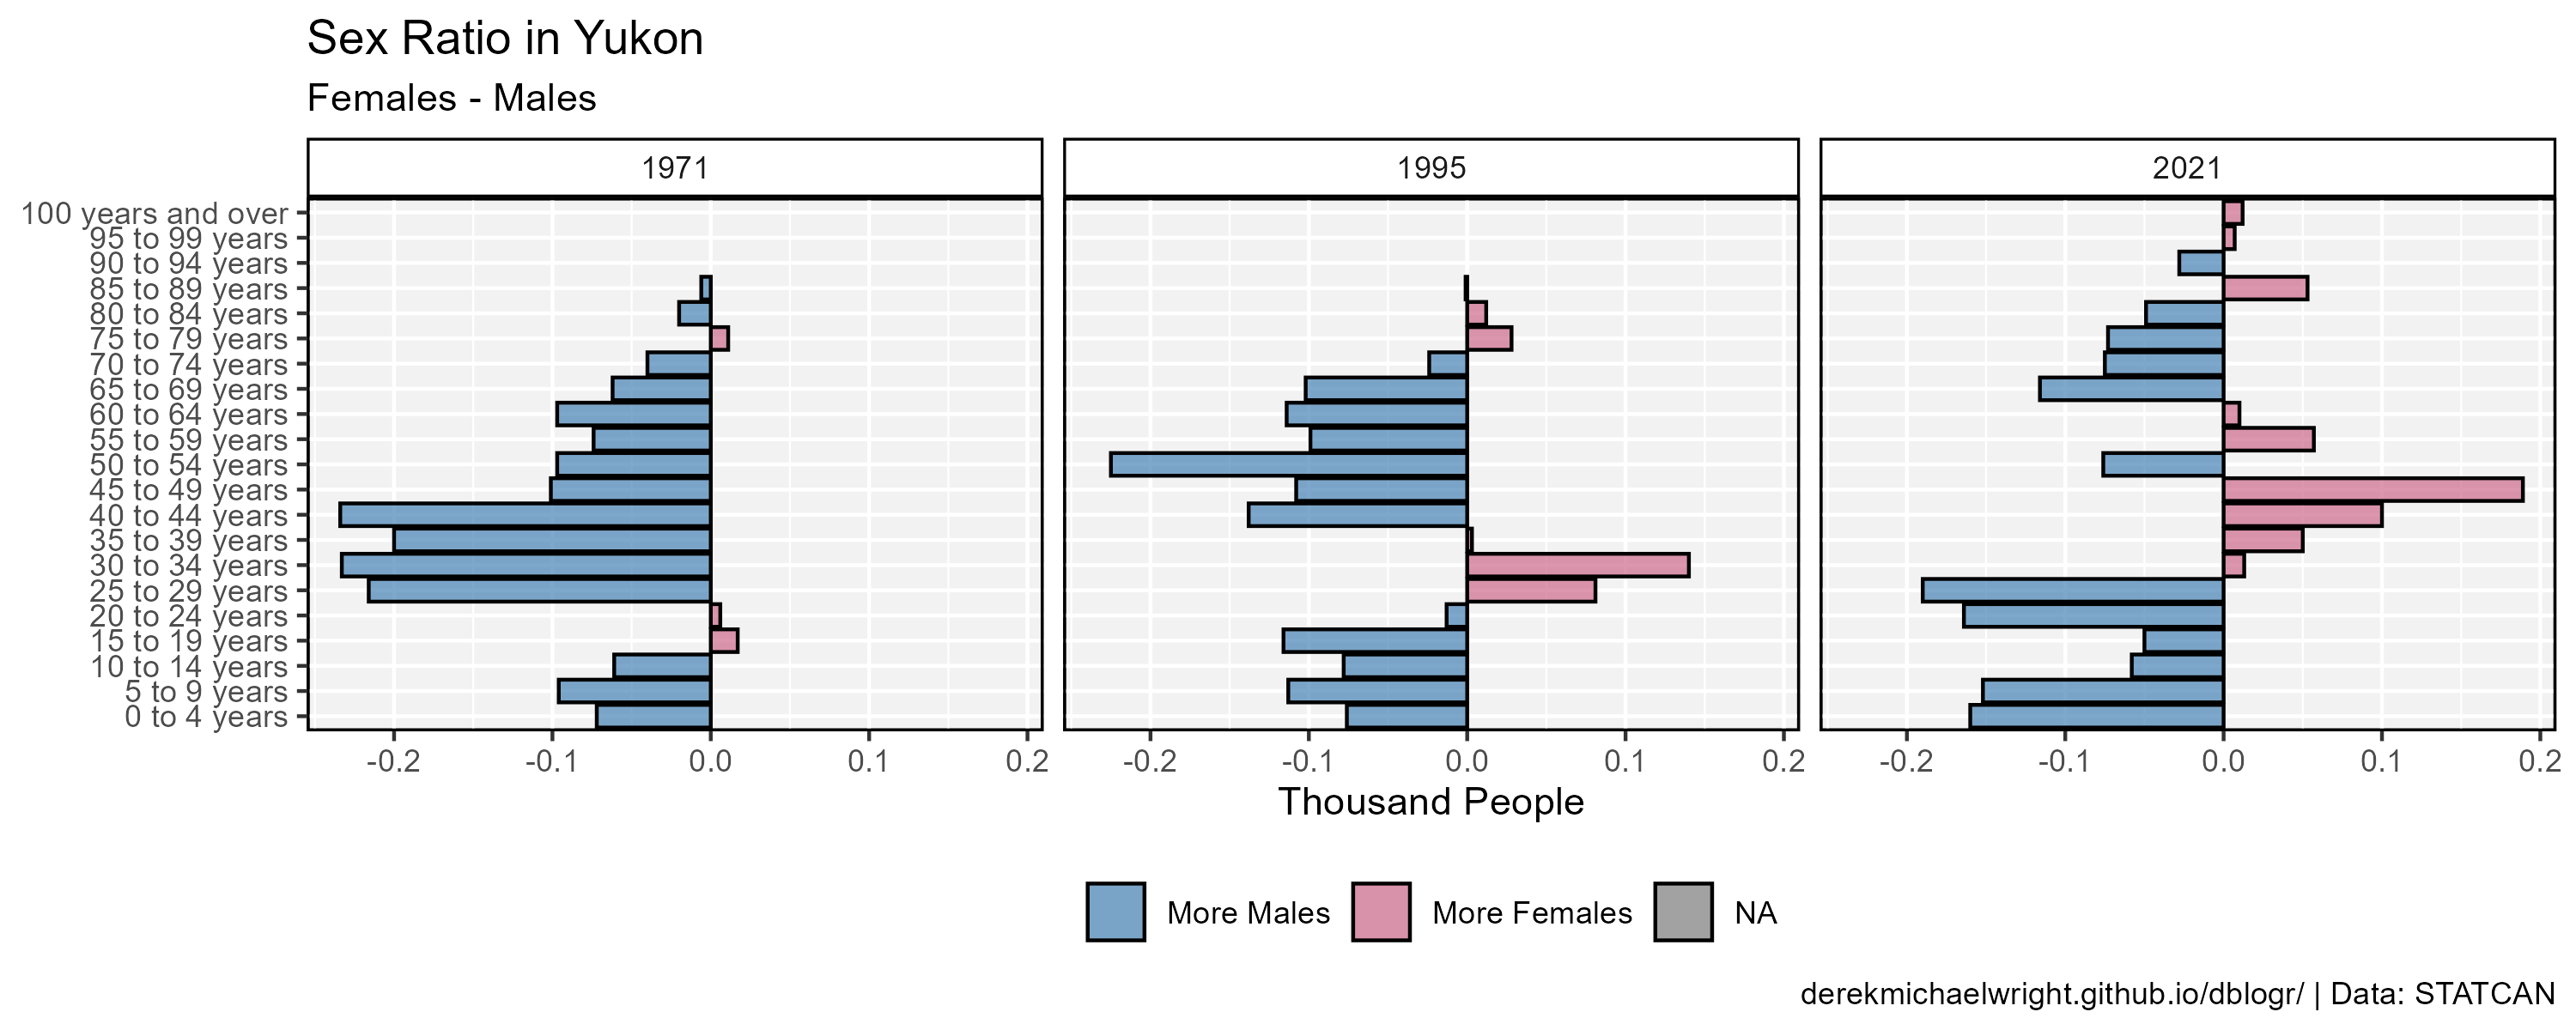 Sex Ratio in Yukon
Females - Males
1971 1995 2021
100 years and over
95 to 99 years
90 to 94 years
85 to 89 years
80 to 84 years
75 to 79 years
70 to 74 years
65 to 69 years
60 to 64 years
55 to 59 years
50 to 54 years
45 to 49 years
40 to 44 years
35 to 39 years
30 to 34 years
25 to 29 years
20 to 24 years
15 to 19 years
10 to 14 years
5 to 9 years
0 to 4 years
-0.2 -0.1 0.0 0.1 0.2 -0.2 -0.1 0.0 0.1 0.2 -0.2 -0.1 0.0 0.1 0.2
Thousand People
More Males More Females NA
derekmichaelwright.github.io/dblogr/ | Data: STATCAN